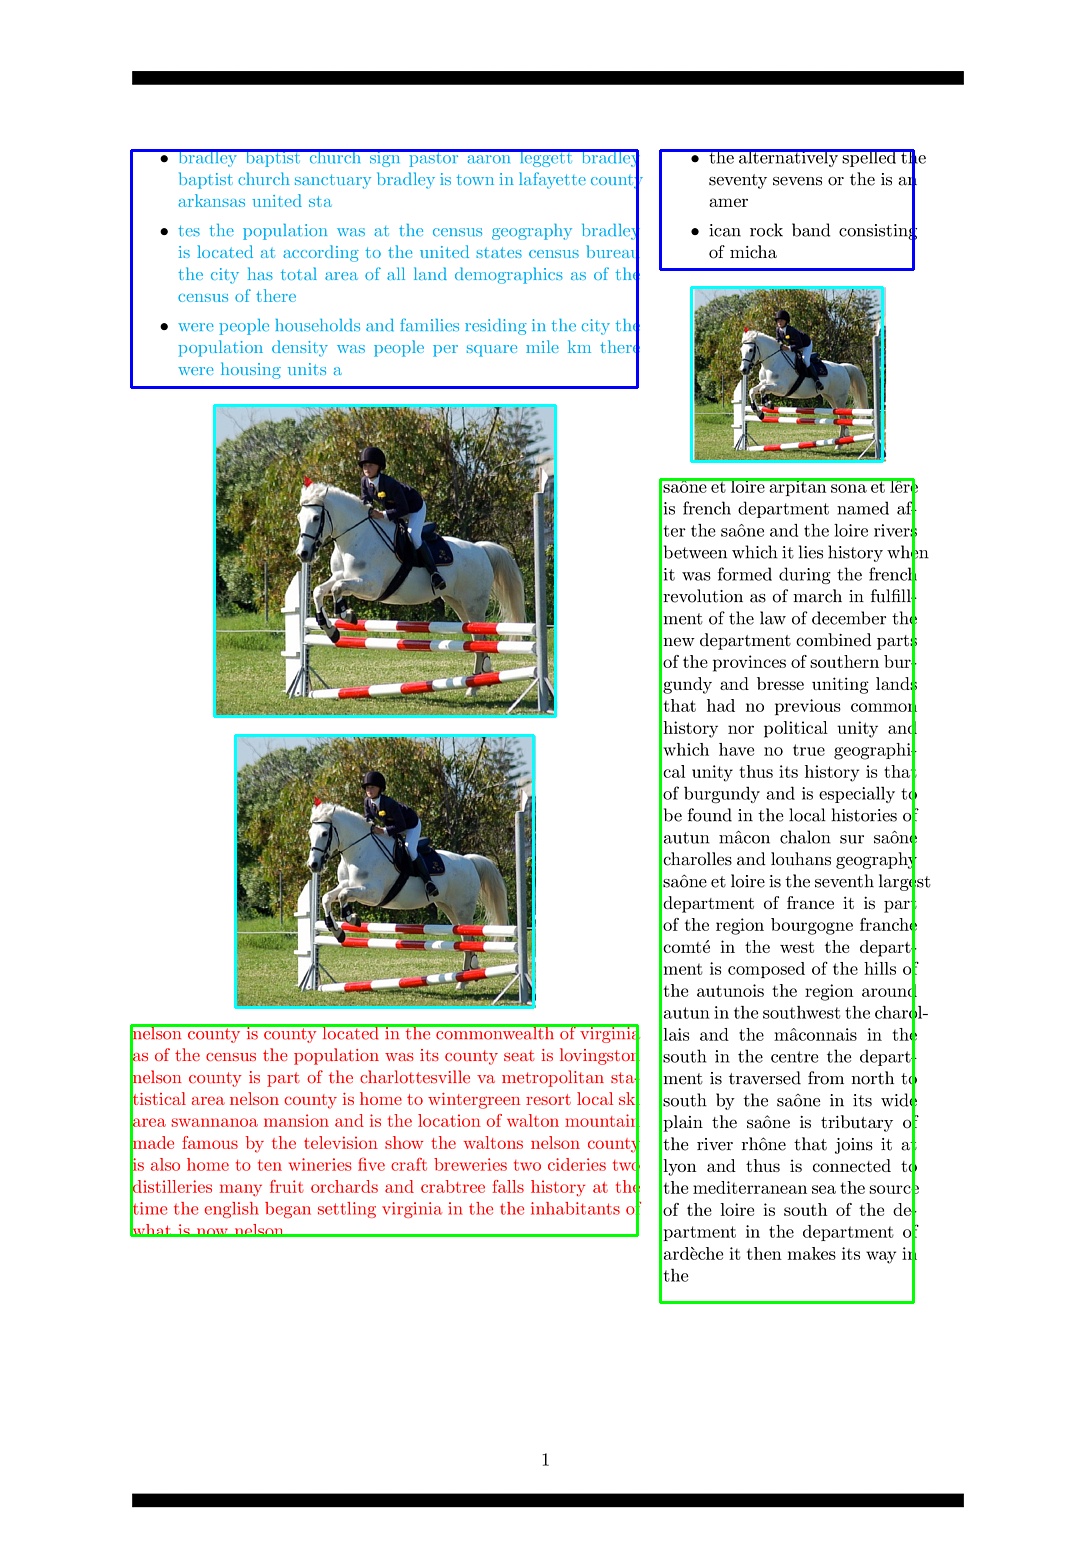 • bradley baptist church sign pastor aaron leggett bradley
baptist church sanctuary bradley is town in lafayette county
arkansas united sta
• tes the population was at the census geography bradley
is located at according to the united states census bureau
the city has total area of all land demographics as of the
census of there
• were people households and families residing in the city the
population density was people per square mile km there
were housing units a
nelson county is county located in the commonwealth of virginia
as of the census the population was its county seat is lovingston
nelson county is part of the charlottesville va metropolitan sta-
tistical area nelson county is home to wintergreen resort local ski
area swannanoa mansion and is the location of walton mountain
made famous by the television show the waltons nelson county
is also home to ten wineries five craft breweries two cideries two
distilleries many fruit orchards and crabtree falls history at the
time the english began settling virginia in the the inhabitants of
what is now nelson
• the alternatively spelled the
seventy sevens or the is an
amer
• ican rock band consisting
of micha
saône et loire arpitan sona et lêre
is french department named af-
ter the saône and the loire rivers
between which it lies history when
it was formed during the french
revolution as of march in fulfill-
ment of the law of december the
new department combined parts
of the provinces of southern bur-
gundy and bresse uniting lands
that had no previous common
history nor political unity and
which have no true geographi-
cal unity thus its history is that
of burgundy and is especially to
be found in the local histories of
autun mâcon chalon sur saône
charolles and louhans geography
saône et loire is the seventh largest
department of france it is part
of the region bourgogne franche
comté in the west the depart-
ment is composed of the hills of
the autunois the region around
autun in the southwest the charol-
lais and the mâconnais in the
south in the centre the depart-
ment is traversed from north to
south by the saône in its wide
plain the saône is tributary of
the river rhône that joins it at
lyon and thus is connected to
the mediterranean sea the source
of the loire is south of the de-
partment in the department of
ardèche it then makes its way in
the
1